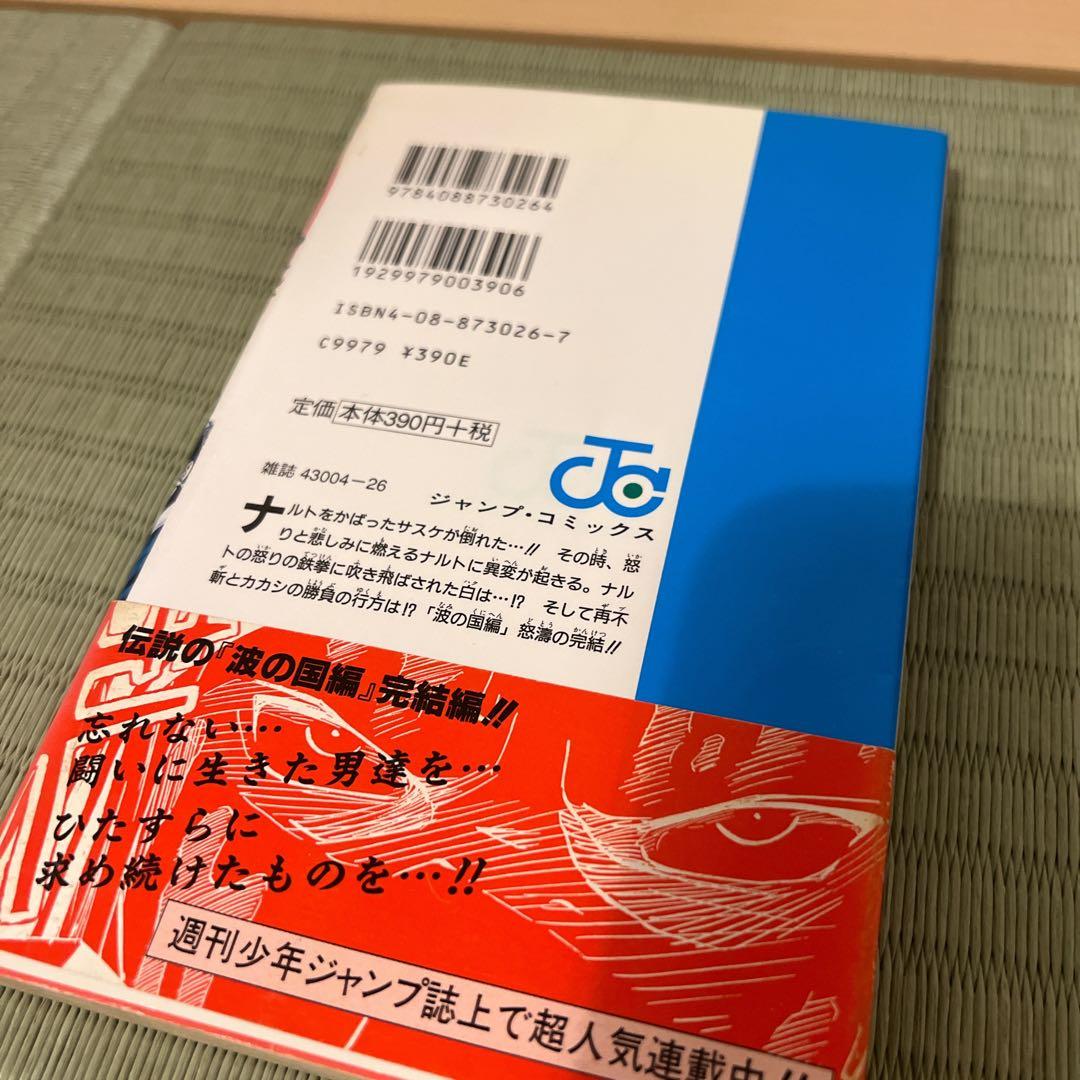 9784088730264
1929979003906
ISBN4-08-873026-7
C9979 ¥390E
定価 本体390円+税
雑誌 43004-26
JC
ジャンプ・コミックス
ナルトをかばったサスケが倒れた…!! その時、怒
りと悲しみに燃えるナルトに異変が起きる。ナル
トの怒りの鉄拳に吹き飛ばされた白は…!? そして再不
斬とカカシの勝負の行方は!?「波の国編」怒濤の完結!!
伝説の『波の国編』完結編!!
忘れない…
闘いに生きた男達を…
ひたすらに
求め続けたものを…!!
週刊少年ジャンプ誌上で超人気連載中!!